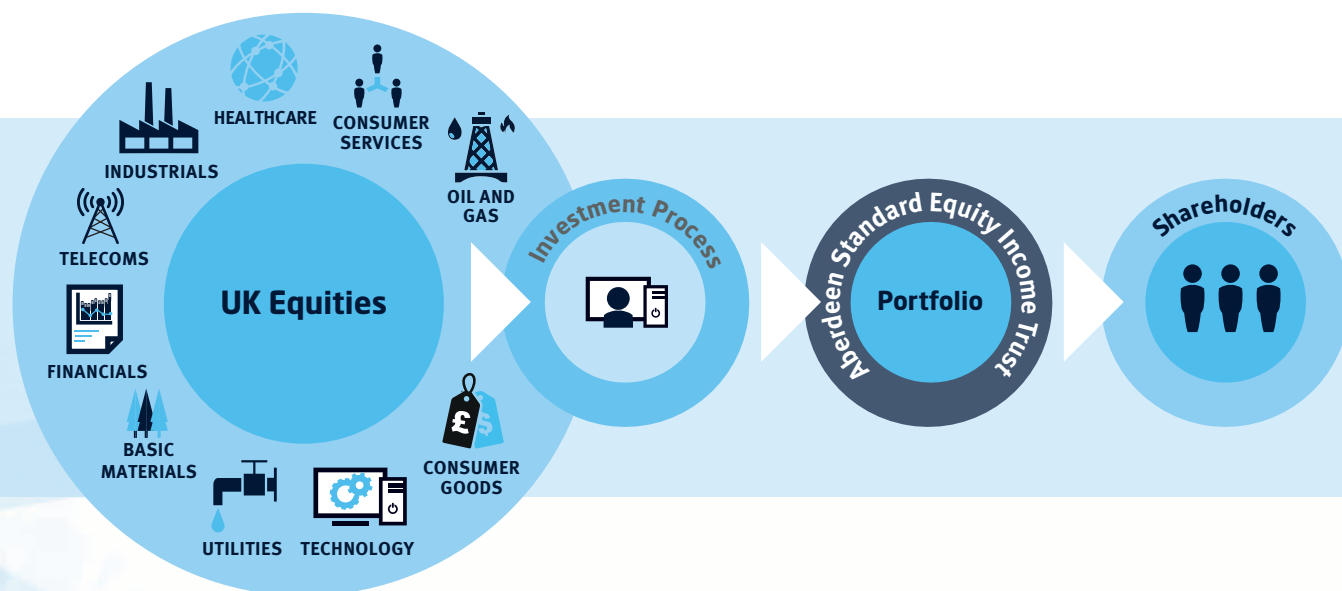 HEALTHCARE
CONSUMER
SERVICES
INDUSTRIALS
OIL AND
GAS
TELECOMS
FINANCIALS
BASIC
MATERIALS
UTILITIES
TECHNOLOGY
£
$
CONSUMER
GOODS
UK Equities
Investment Process
Aberdeen Standard Equity Income Trust
Portfolio
Shareholders